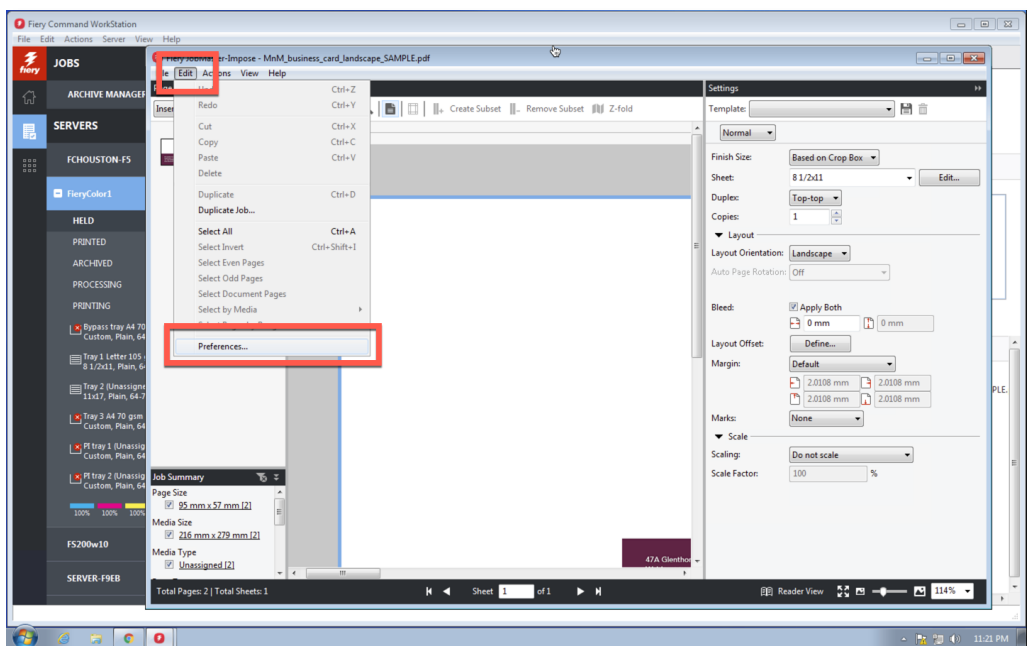 Fiery Command WorkStation
File Edit Actions Server View Help
fiery
JOBS
ARCHIVE MANAGER
SERVERS
FCHOUSTON-F5
FieryColor1
HELD
PRINTED
ARCHIVED
PROCESSING
PRINTING
Bypass tray A4 70
Custom, Plain, 64
Tray 1 Letter 105
8 1/2x11, Plain, 64
Tray 2 (Unassigne
11x17, Plain, 64-7
Tray 3 A4 70 gsm
Custom, Plain, 64
PI tray 1 (Unassig
Custom, Plain, 64
PI tray 2 (Unassig
Custom, Plain, 64
100% 100% 100%
FS200w10
SERVER-F9EB
Fiery JobMaster-Impose - MnM_business_card_landscape_SAMPLE.pdf
Edit Actions View Help
Create Subset Remove Subset Z-fold
Redo Ctrl+Y
Ctrl+Z
Cut Ctrl+X
Copy Ctrl+C
Paste Ctrl+V
Delete
Duplicate Ctrl+D
Duplicate Job...
Select All Ctrl+A
Select Invert Ctrl+Shift+I
Select Even Pages
Select Odd Pages
Select Document Pages
Select by Media
Preferences...
Job Summary
Page Size
95 mm x 57 mm [2]
Media Size
216 mm x 279 mm [2]
Media Type
Unassigned [2]
47A Glenthor
Total Pages: 2 | Total Sheets: 1
Sheet 1 of 1
Reader View
114%
Settings
Template:
Normal
Finish Size: Based on Crop Box
Sheet: 8 1/2x11 Edit...
Duplex: Top-top
Copies: 1
Layout
Layout Orientation: Landscape
Auto Page Rotation: Off
Bleed: Apply Both
0 mm 0 mm
Layout Offset: Define...
Margin: Default
2.0108 mm 2.0108 mm
2.0108 mm 2.0108 mm
Marks: None
Scale
Scaling: Do not scale
Scale Factor: 100 %
PLE.
11:21 PM